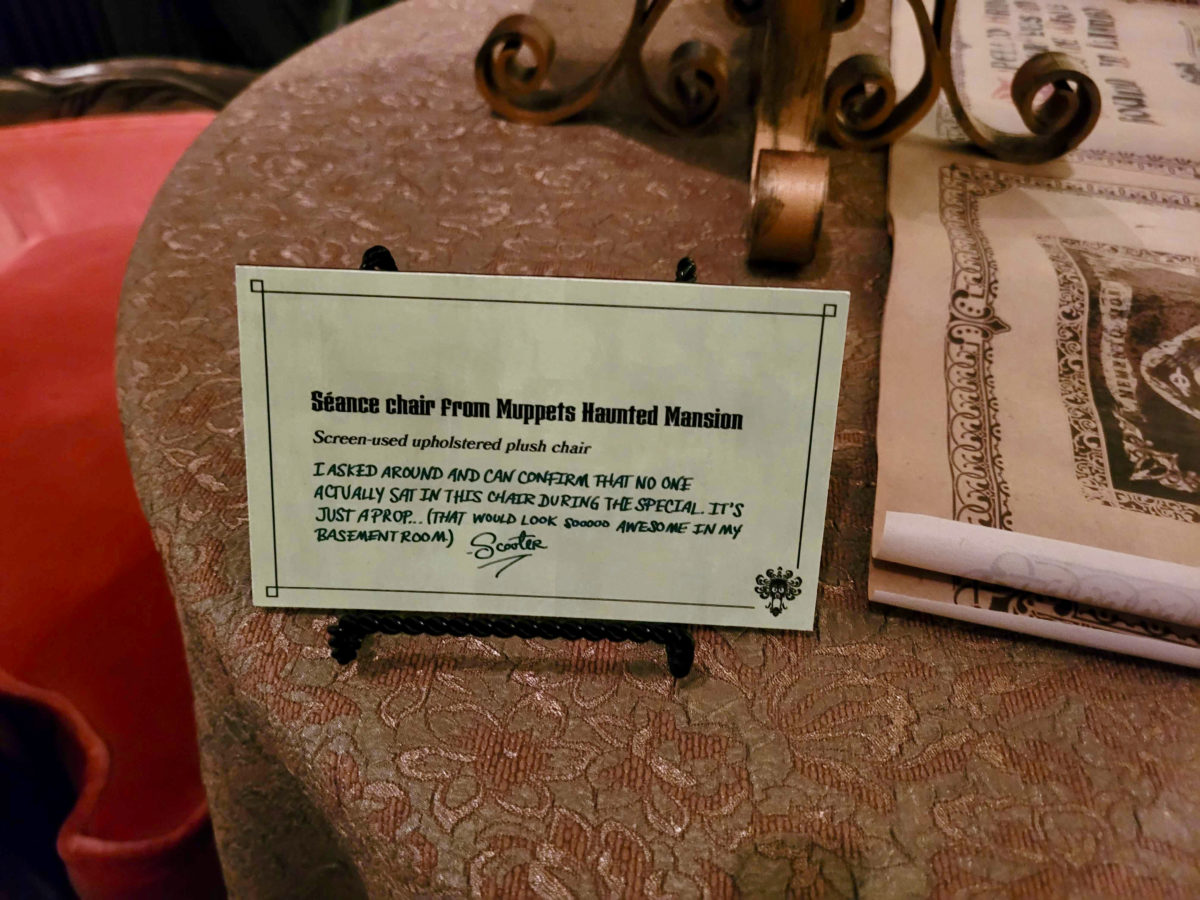 Séance chair from Muppets Haunted Mansion
Screen-used upholstered plush chair
I ASKED AROUND AND CAN CONFIRM THAT NO ONE
ACTUALLY SAT IN THIS CHAIR DURING THE SPECIAL. IT'S
JUST A PROP... (THAT WOULD LOOK SOOOOO AWESOME IN MY
BASEMENT ROOM) -Scooter
MEMENTO